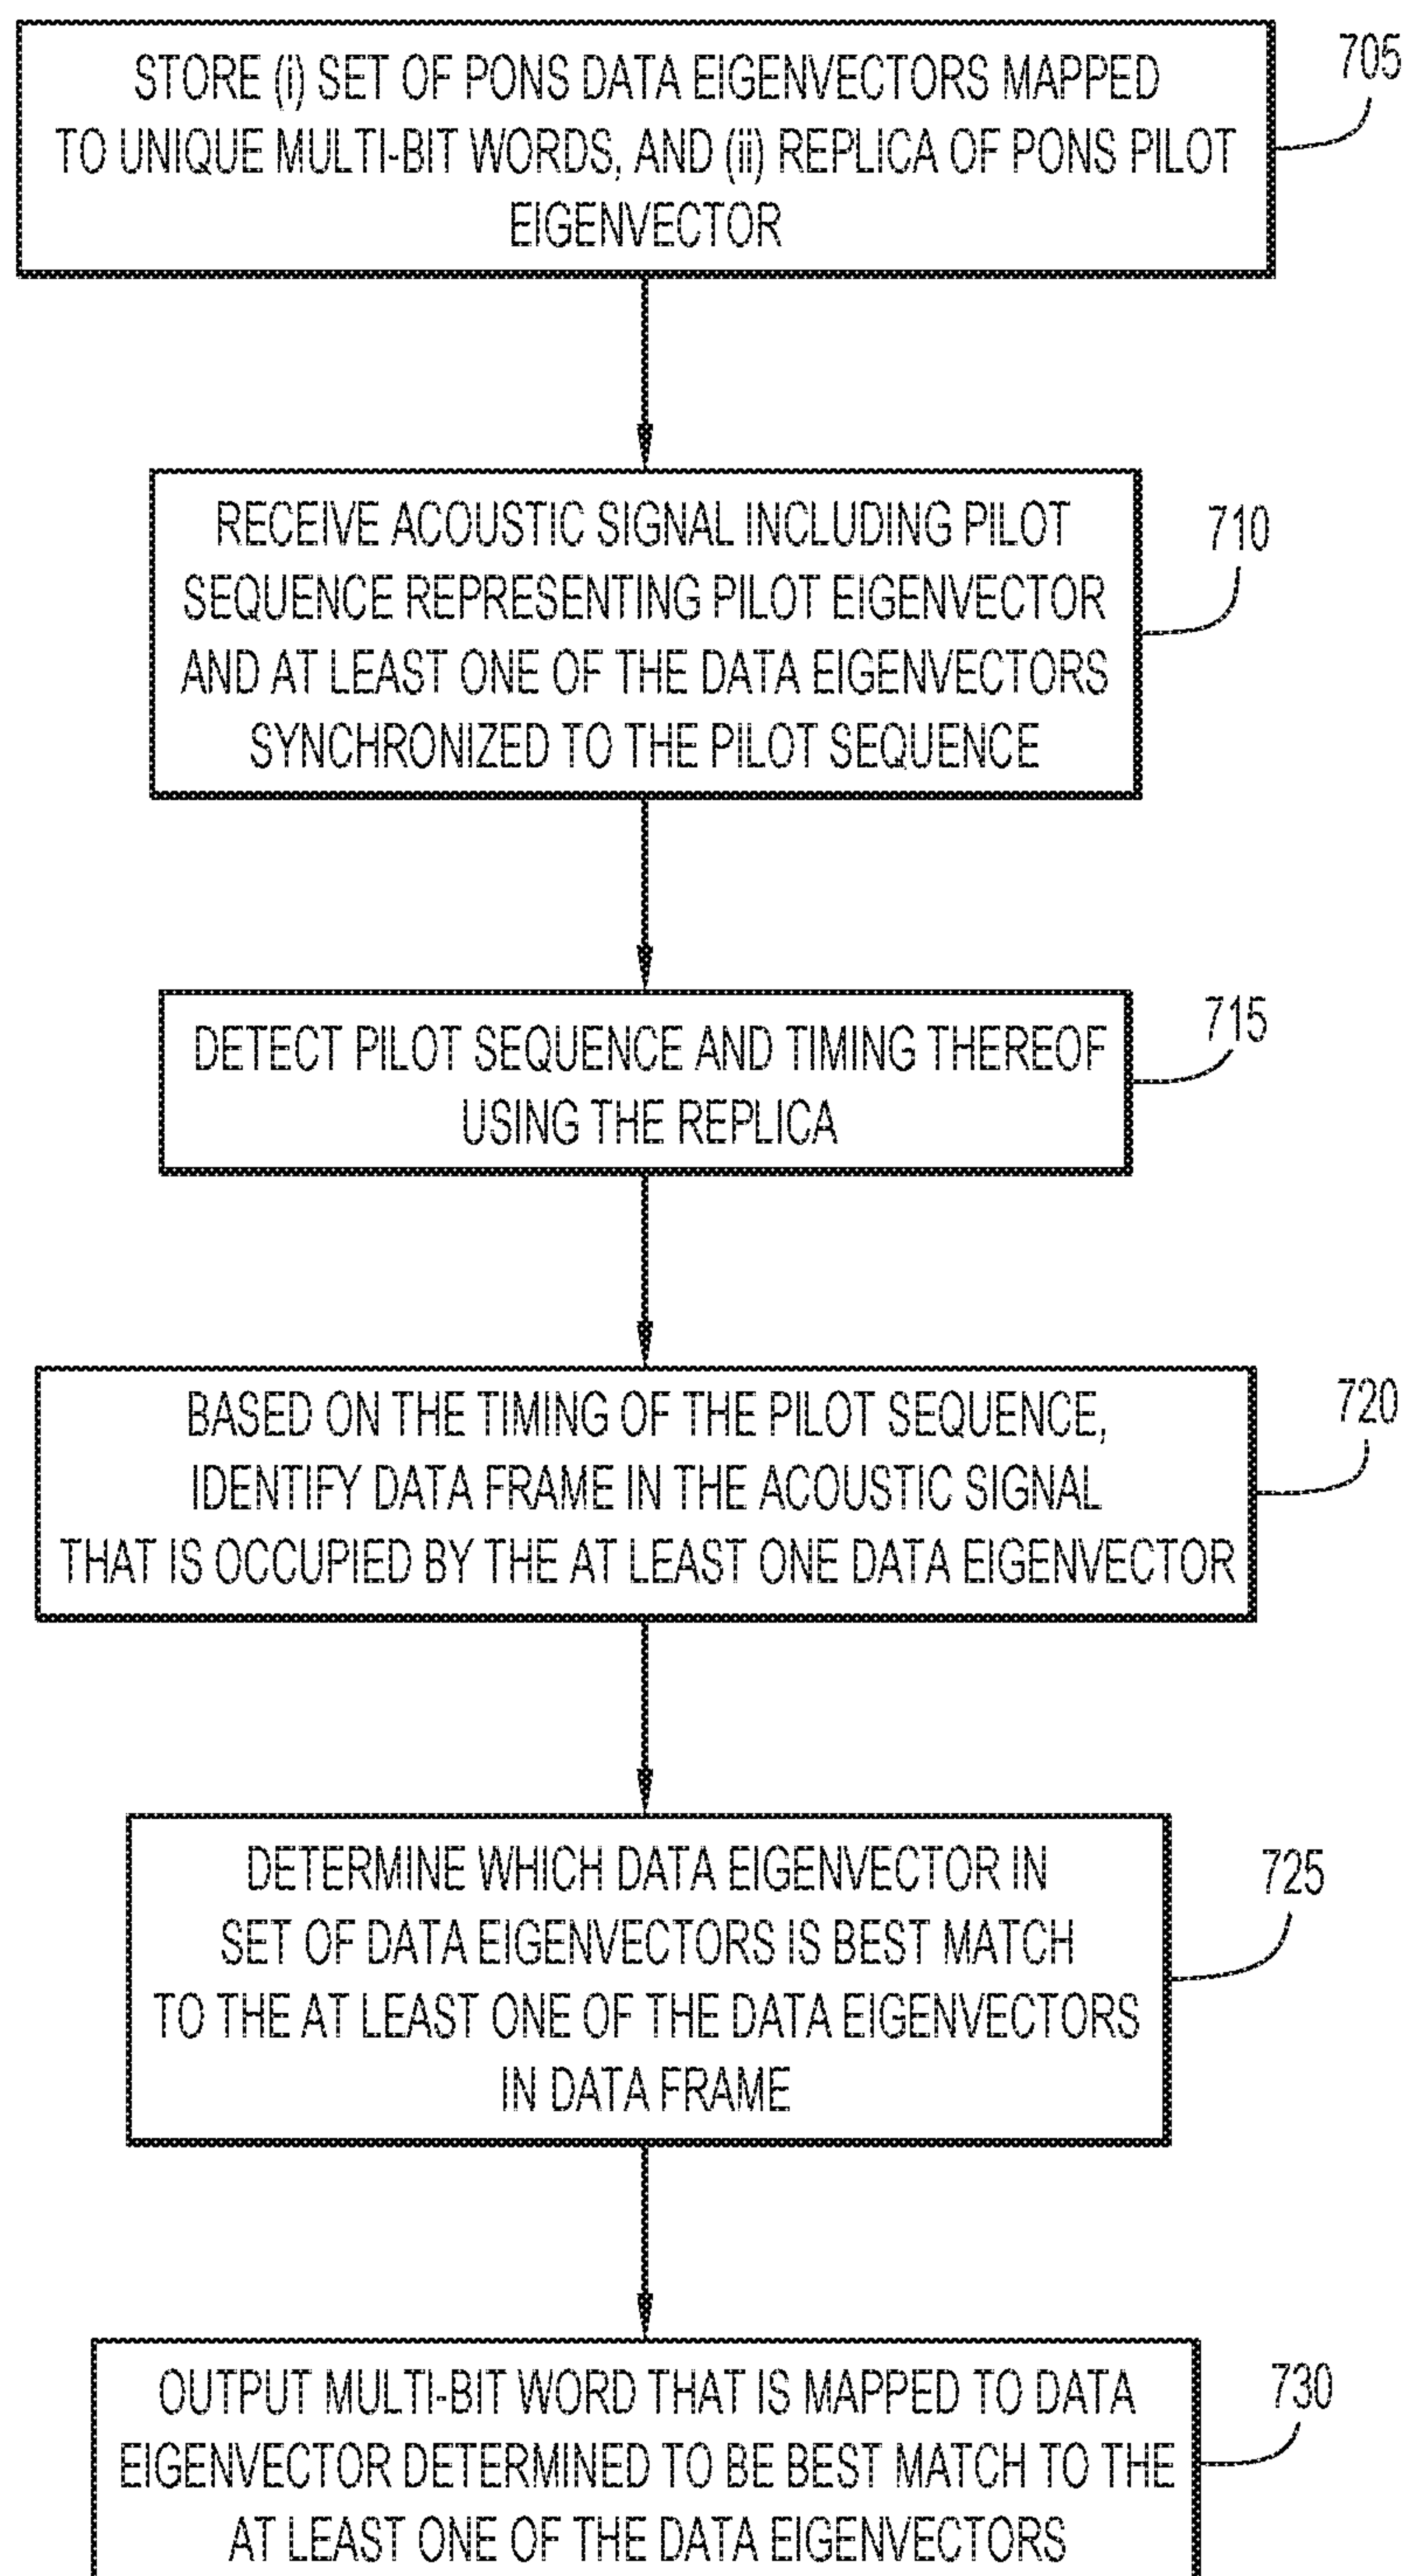 STORE (i) SET OF PONS DATA EIGENVECTORS MAPPED
TO UNIQUE MULTI-BIT WORDS, AND (ii) REPLICA OF PONS PILOT
EIGENVECTOR
705
RECEIVE ACOUSTIC SIGNAL INCLUDING PILOT
SEQUENCE REPRESENTING PILOT EIGENVECTOR
AND AT LEAST ONE OF THE DATA EIGENVECTORS
SYNCHRONIZED TO THE PILOT SEQUENCE
710
DETECT PILOT SEQUENCE AND TIMING THEREOF
USING THE REPLICA
715
BASED ON THE TIMING OF THE PILOT SEQUENCE,
IDENTIFY DATA FRAME IN THE ACOUSTIC SIGNAL
THAT IS OCCUPIED BY THE AT LEAST ONE DATA EIGENVECTOR
720
DETERMINE WHICH DATA EIGENVECTOR IN
SET OF DATA EIGENVECTORS IS BEST MATCH
TO THE AT LEAST ONE OF THE DATA EIGENVECTORS
IN DATA FRAME
725
OUTPUT MULTI-BIT WORD THAT IS MAPPED TO DATA
EIGENVECTOR DETERMINED TO BE BEST MATCH TO THE
AT LEAST ONE OF THE DATA EIGENVECTORS
730